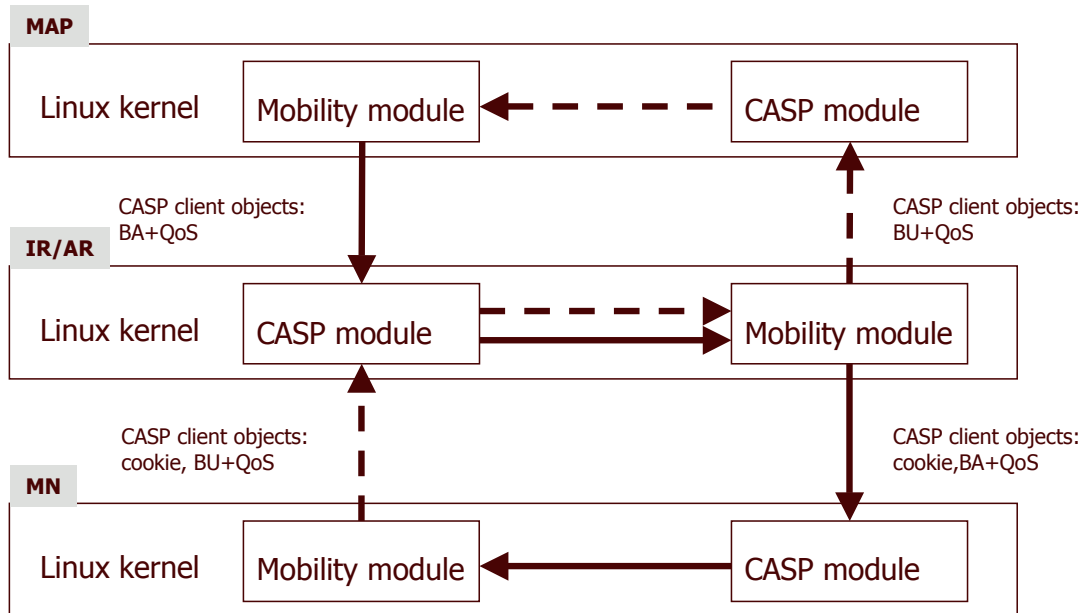 MAP
Linux kernel
Mobility module
CASP module
CASP client objects:
BA+QoS
CASP client objects:
BU+QoS
IR/AR
Linux kernel
CASP module
Mobility module
CASP client objects:
cookie, BU+QoS
CASP client objects:
cookie,BA+QoS
MN
Linux kernel
Mobility module
CASP module